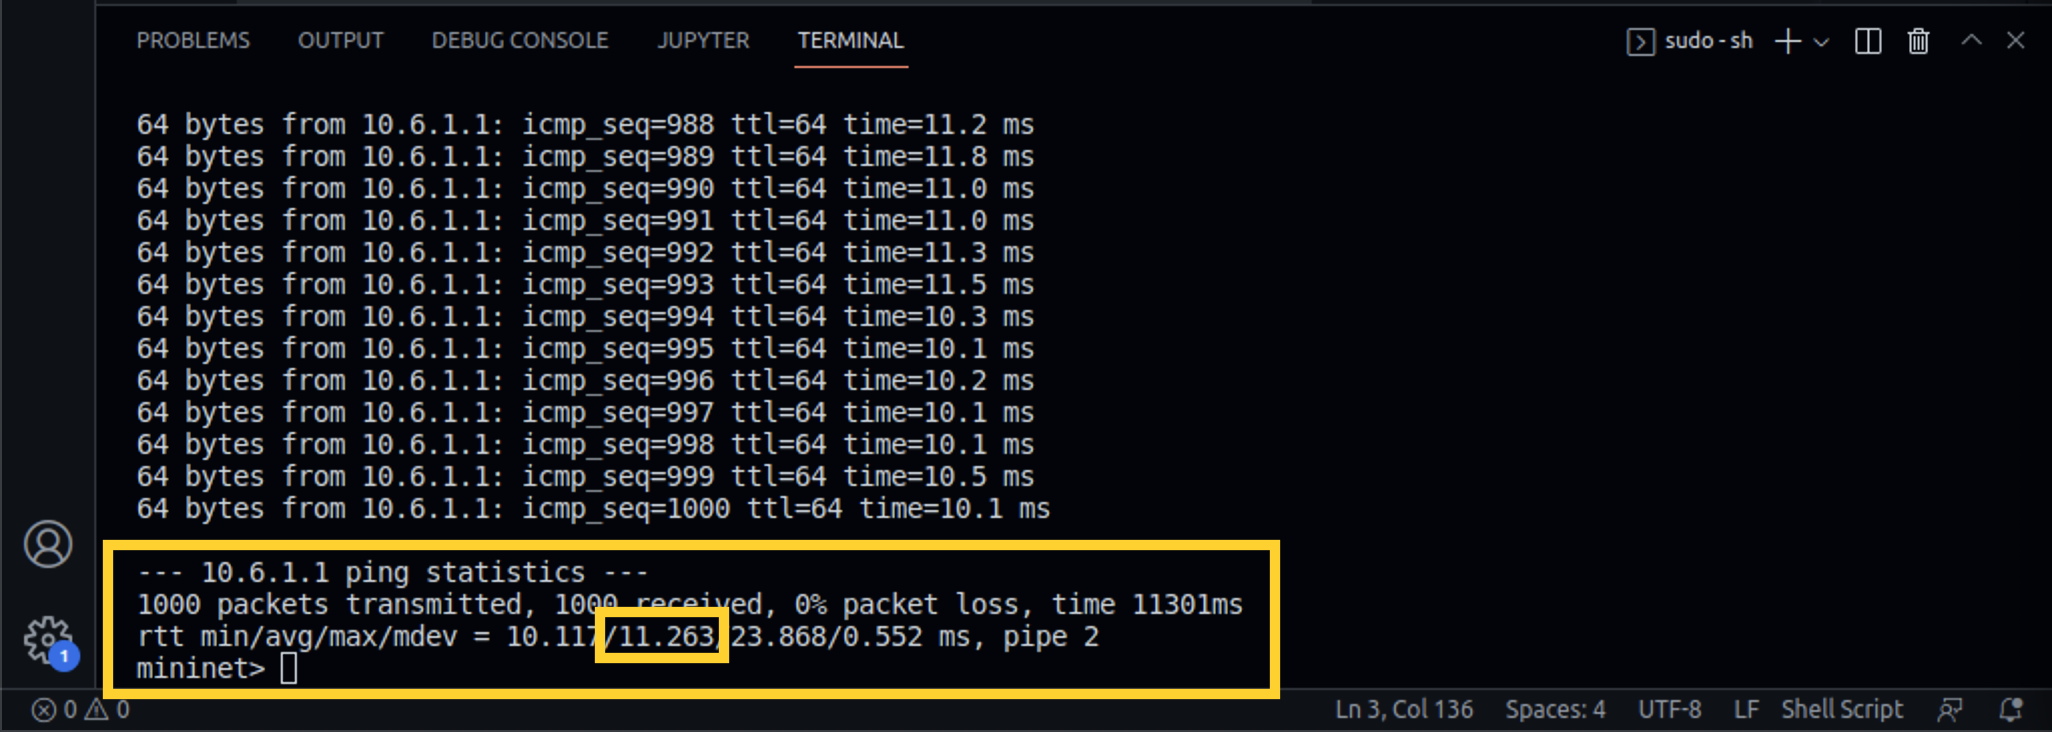 PROBLEMS OUTPUT DEBUG CONSOLE JUPYTER TERMINAL sudo - sh
64 bytes from 10.6.1.1: icmp_seq=988 ttl=64 time=11.2 ms
64 bytes from 10.6.1.1: icmp_seq=989 ttl=64 time=11.8 ms
64 bytes from 10.6.1.1: icmp_seq=990 ttl=64 time=11.0 ms
64 bytes from 10.6.1.1: icmp_seq=991 ttl=64 time=11.0 ms
64 bytes from 10.6.1.1: icmp_seq=992 ttl=64 time=11.3 ms
64 bytes from 10.6.1.1: icmp_seq=993 ttl=64 time=11.5 ms
64 bytes from 10.6.1.1: icmp_seq=994 ttl=64 time=10.3 ms
64 bytes from 10.6.1.1: icmp_seq=995 ttl=64 time=10.1 ms
64 bytes from 10.6.1.1: icmp_seq=996 ttl=64 time=10.2 ms
64 bytes from 10.6.1.1: icmp_seq=997 ttl=64 time=10.1 ms
64 bytes from 10.6.1.1: icmp_seq=998 ttl=64 time=10.1 ms
64 bytes from 10.6.1.1: icmp_seq=999 ttl=64 time=10.5 ms
64 bytes from 10.6.1.1: icmp_seq=1000 ttl=64 time=10.1 ms
--- 10.6.1.1 ping statistics ---
1000 packets transmitted, 1000 received, 0% packet loss, time 11301ms
rtt min/avg/max/mdev = 10.117/11.263/23.868/0.552 ms, pipe 2
mininet>
1
0 0 Ln 3, Col 136 Spaces: 4 UTF-8 LF Shell Script